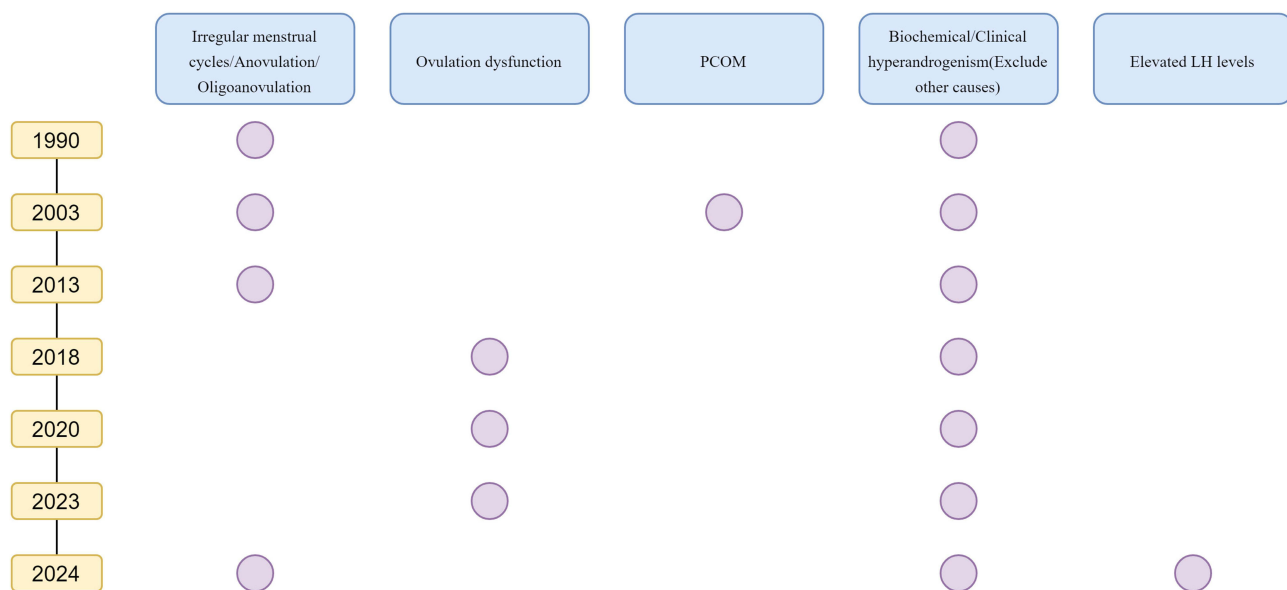 Irregular menstrual
cycles/Anovulation/
Oligoanovulation
Ovulation dysfunction
PCOM
Biochemical/Clinical
hyperandrogenism(Exclude
other causes)
Elevated LH levels
1990
2003
2013
2018
2020
2023
2024